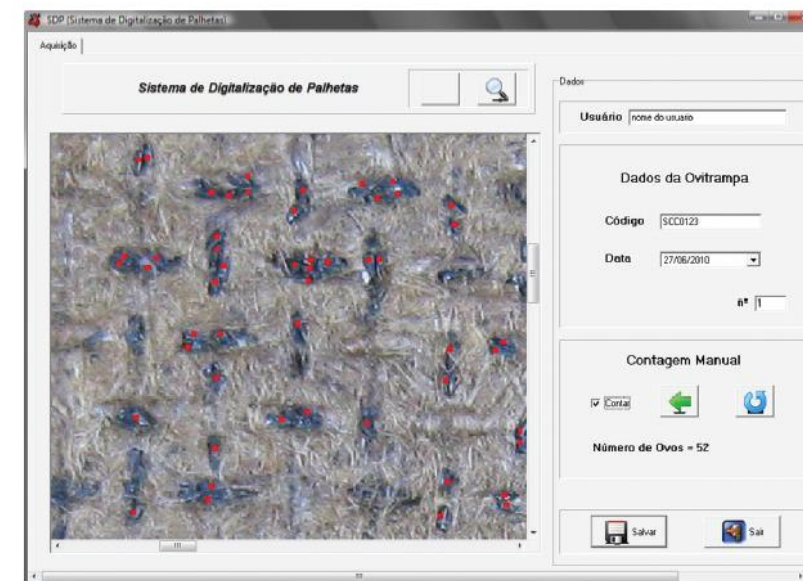 SDP (Sistema de Digitalização de Palhetas)
Aquisição
Sistema de Digitalização de Palhetas
Dados
Usuário nome do usuario
Dados da Ovitrampa
Código SCC0123
Data 27/06/2010
nº 1
Contagem Manual
Contar
Número de Ovos = 52
Salvar
Sair